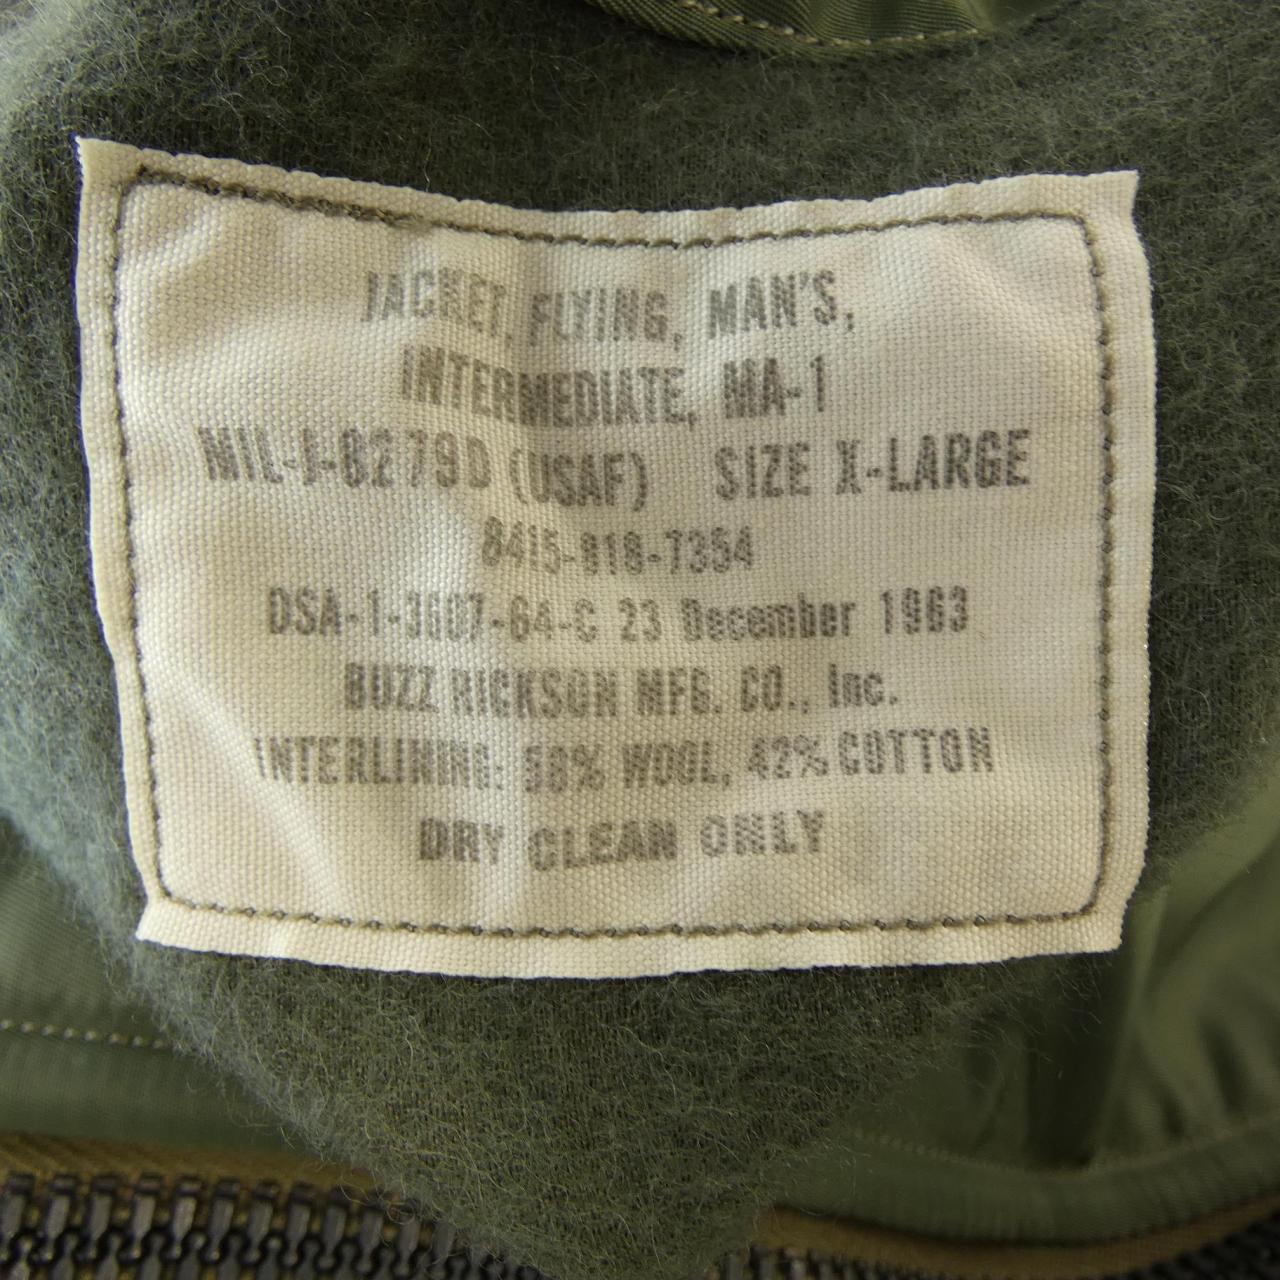 JACKET, FLYING, MAN'S,
INTERMEDIATE, MA-1
MIL-J-8279D (USAF) SIZE X-LARGE
8415-818-7354
DSA-1-3607-64-C 23 December 1963
BUZZ RICKSON MFG. CO., Inc.
INTERLINING: 58% WOOL, 42% COTTON
DRY CLEAN ONLY